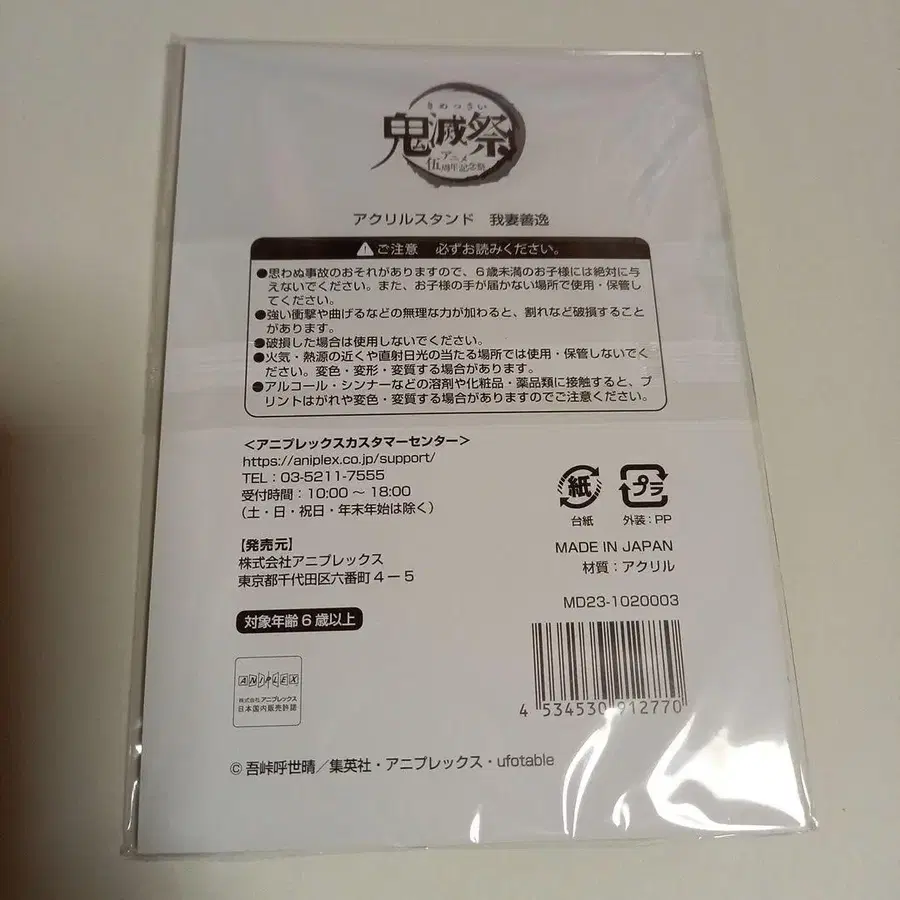 きめつさい
鬼滅祭
アニメ
伍周年記念祭
アクリルスタンド 我妻善逸
ご注意 必ずお読みください。
●思わぬ事故のおそれがありますので、6歳未満のお子様には絶対に与
えないでください。また、お子様の手が届かない場所で使用・保管し
てください。
●強い衝撃や曲げるなどの無理な力が加わると、割れなど破損すること
があります。
●破損した場合は使用しないでください。
●火気・熱源の近くや直射日光の当たる場所では使用・保管しないでく
ださい。変色・変形・変質する場合があります。
●アルコール・シンナーなどの溶剤や化粧品・薬品類に接触すると、プ
リントはがれや変色・変質する場合がありますのでご注意ください。
＜アニプレックスカスタマーセンター＞
https://aniplex.co.jp/support/
TEL：03-5211-7555
受付時間：10:00 ～ 18:00
（土・日・祝日・年末年始は除く）
【発売元】
株式会社アニプレックス
東京都千代田区六番町 4 － 5
対象年齢 6 歳以上
紙
台紙
プラ
外装：PP
MADE IN JAPAN
材質：アクリル
MD23-1020003
4 534530 912770
ANIPLEX
株式会社アニプレックス
日本国内販売許諾
© 吾峠呼世晴／集英社・アニプレックス・ufotable